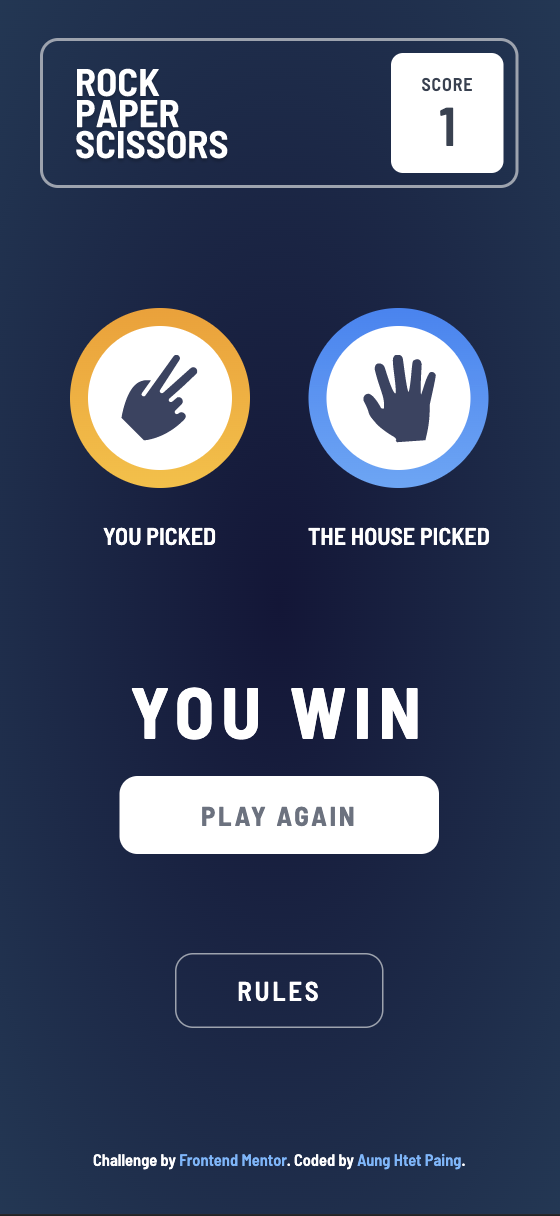 ROCK
PAPER
SCISSORS
SCORE
1
YOU PICKED
THE HOUSE PICKED
YOU WIN
PLAY AGAIN
RULES
Challenge by Frontend Mentor. Coded by Aung Htet Paing.